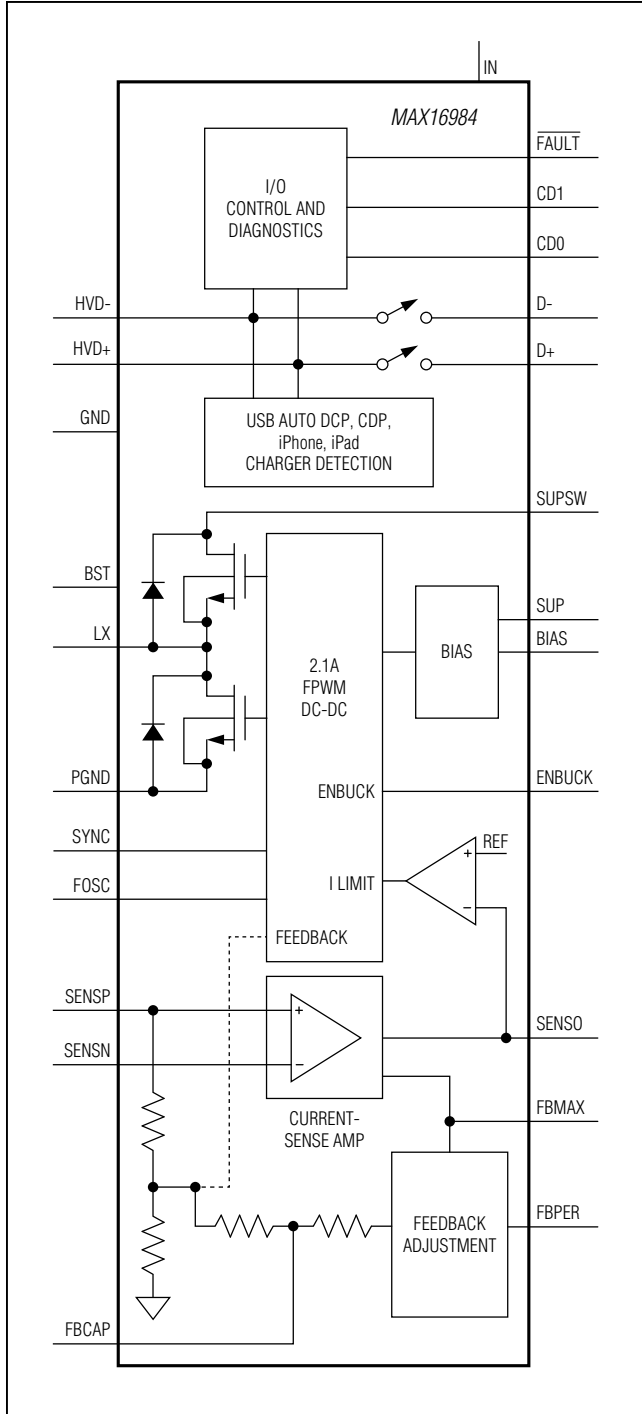 IN
MAX16984
FAULT
I/O
CONTROL AND
DIAGNOSTICS
CD1
CD0
HVD-
D-
HVD+
D+
GND
USB AUTO DCP, CDP,
iPhone, iPad
CHARGER DETECTION
SUPSW
BST
SUP
LX
BIAS
BIAS
2.1A
FPWM
DC-DC
PGND
ENBUCK
ENBUCK
SYNC
REF
+
I LIMIT
-
FOSC
FEEDBACK
SENSP
+
SENSO
SENSN
-
CURRENT-
SENSE AMP
FBMAX
FEEDBACK
ADJUSTMENT
FBPER
FBCAP